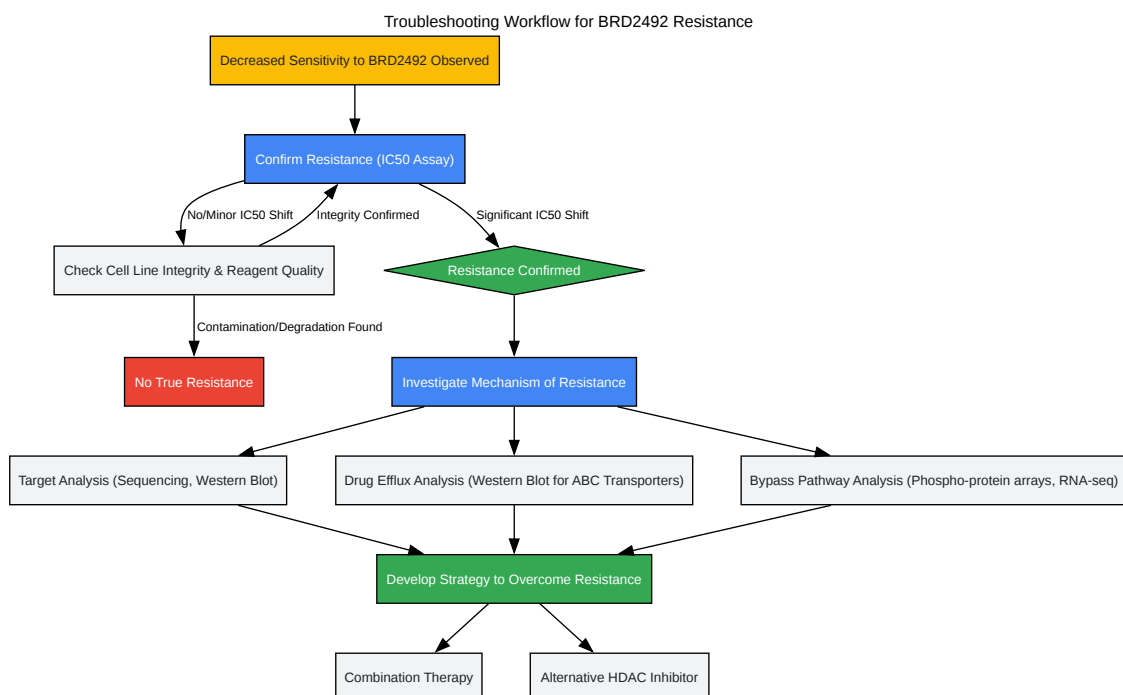 Troubleshooting Workflow for BRD2492 Resistance
Decreased Sensitivity to BRD2492 Observed
Confirm Resistance (IC50 Assay)
No/Minor IC50 Shift
Integrity Confirmed
Significant IC50 Shift
Check Cell Line Integrity & Reagent Quality
Resistance Confirmed
Contamination/Degradation Found
No True Resistance
Investigate Mechanism of Resistance
Target Analysis (Sequencing, Western Blot)
Drug Efflux Analysis (Western Blot for ABC Transporters)
Bypass Pathway Analysis (Phospho-protein arrays, RNA-seq)
Develop Strategy to Overcome Resistance
Combination Therapy
Alternative HDAC Inhibitor